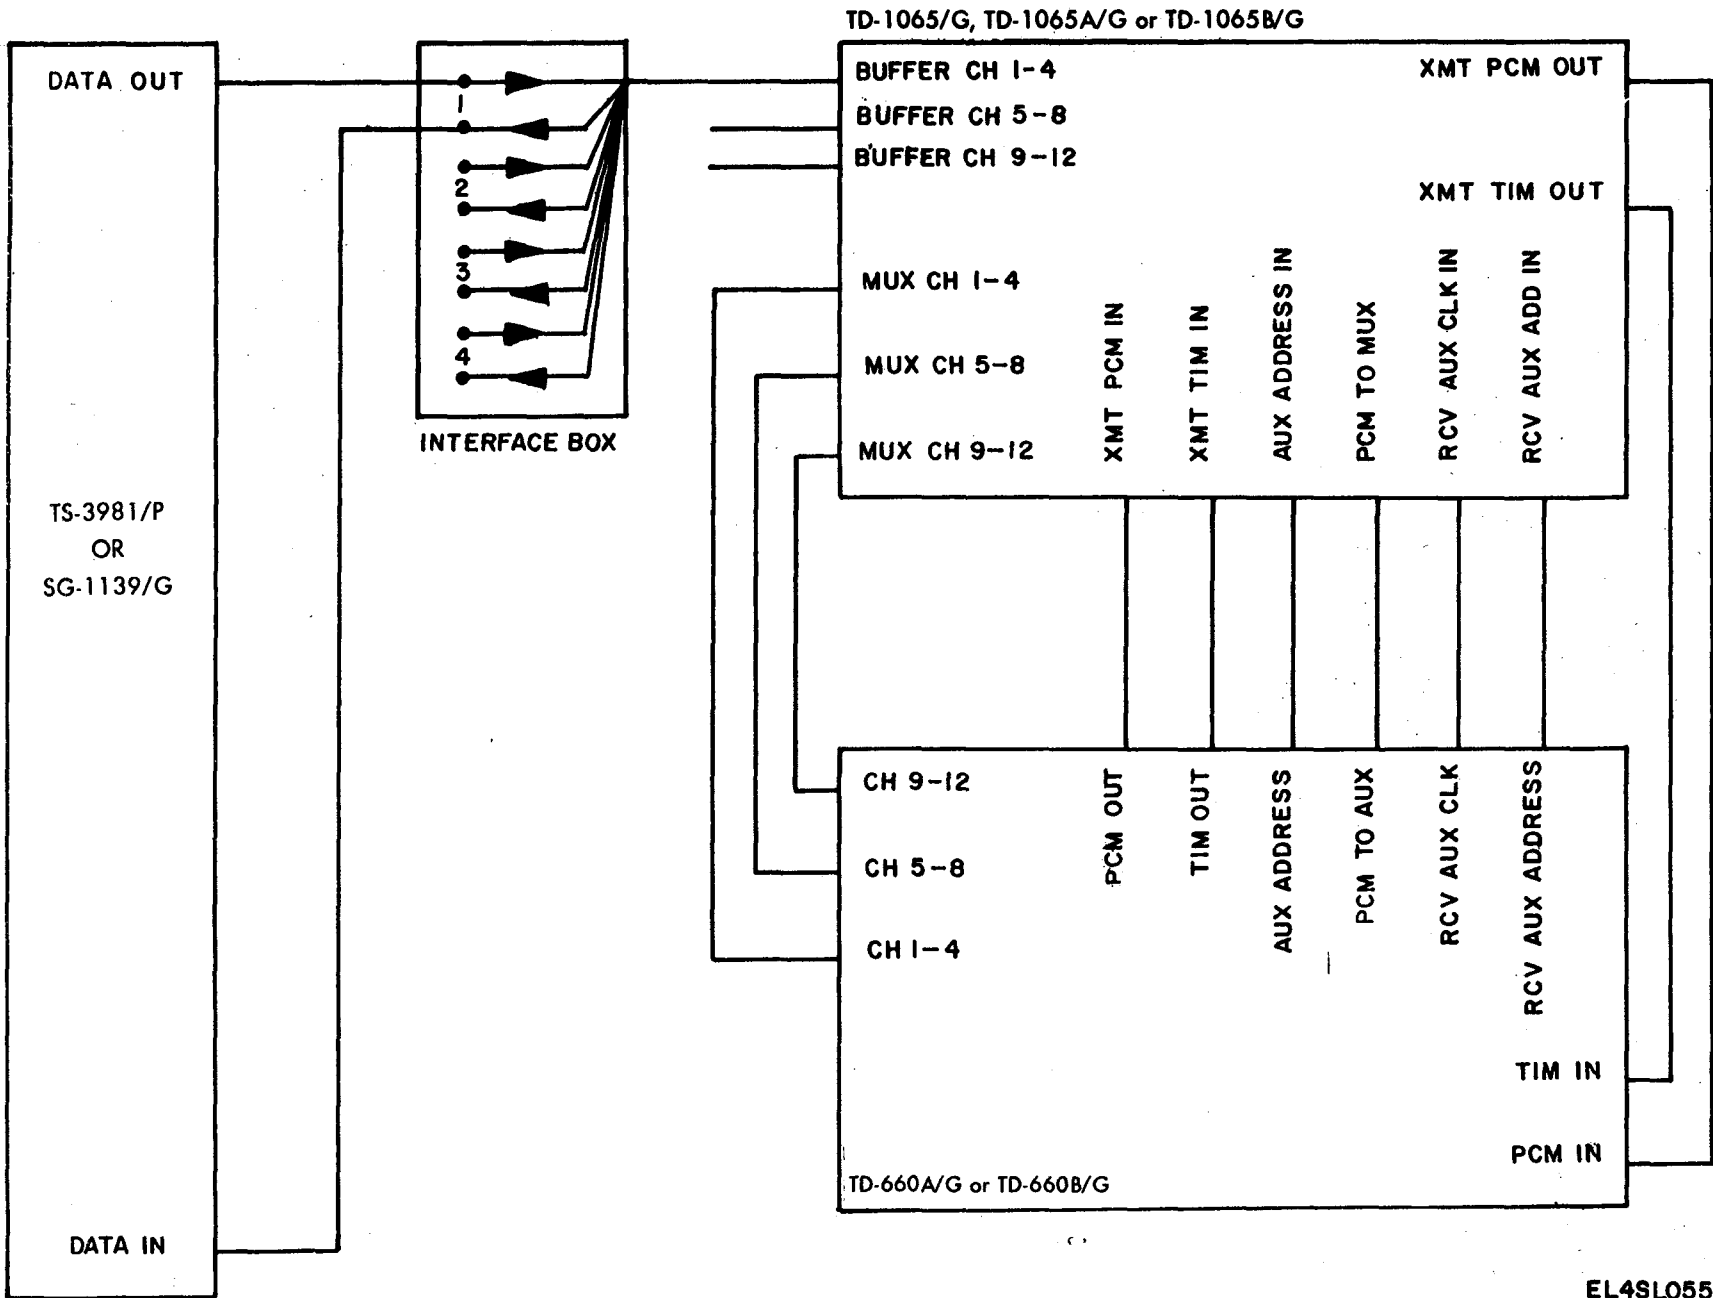 TD-1065/G, TD-1065A/G or TD-1065B/G
DATA OUT
TS-3981/P
OR
SG-1139/G
DATA IN
1
2
3
4
INTERFACE BOX
BUFFER CH 1-4
BUFFER CH 5-8
BUFFER CH 9-12
MUX CH 1-4
MUX CH 5-8
MUX CH 9-12
XMT PCM OUT
XMT TIM OUT
XMT PCM IN
XMT TIM IN
AUX ADDRESS IN
PCM TO MUX
RCV AUX CLK IN
RCV AUX ADD IN
CH 9-12
CH 5-8
CH 1-4
PCM OUT
TIM OUT
AUX ADDRESS
PCM TO AUX
RCV AUX CLK
RCV AUX ADDRESS
TIM IN
PCM IN
TD-660A/G or TD-660B/G
EL4SL055